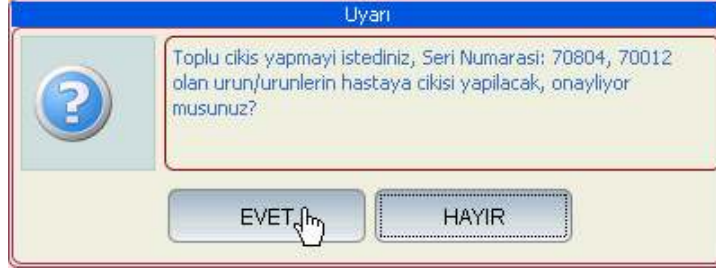 Uyarı
Toplu cikis yapmayi istediniz, Seri Numarasi: 70804, 70012
olan urun/urunlerin hastaya cikisi yapilacak, onayliyor
musunuz?
EVET
HAYIR